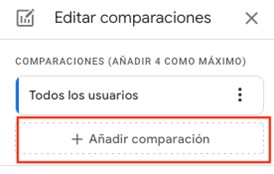 Editar comparaciones
COMPARACIONES (AÑADIR 4 COMO MÁXIMO)
Todos los usuarios
+ Añadir comparación